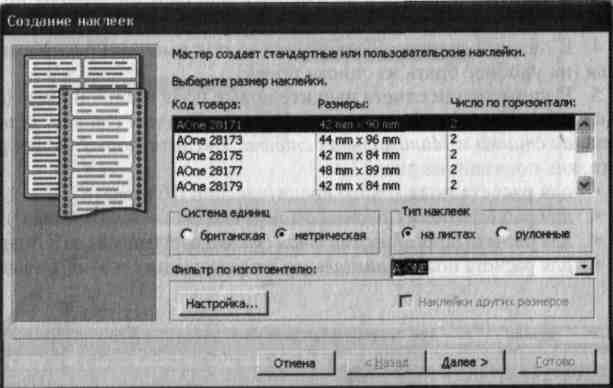 Создание наклеек
Мастер создает стандартные или пользовательские наклейки.
Выберите размер наклейки.
Код товара: Размеры: Число по горизонтали:
AOne 28171 42 mm x 90 mm 2
AOne 28173 44 mm x 96 mm 2
AOne 28175 42 mm x 84 mm 2
AOne 28177 48 mm x 89 mm 2
AOne 28179 42 mm x 84 mm 2
Система единиц Тип наклеек
британская метрическая на листах рулонные
Фильтр по изготовителю: A-ONE
Настройка... Наклейки других размеров
Отмена < Назад Далее > Готово